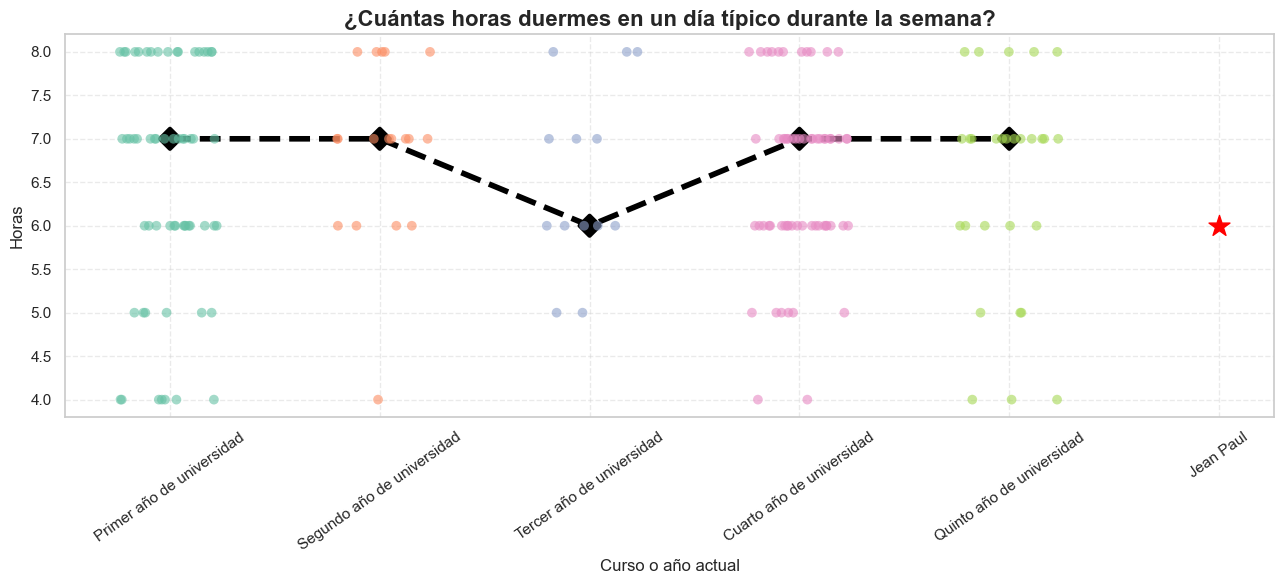 ¿Cuántas horas duermes en un día típico durante la semana?
8.0
7.5
7.0
6.5
6.0
5.5
5.0
4.5
4.0
Horas
Primer año de universidad
Segundo año de universidad
Tercer año de universidad
Cuarto año de universidad
Quinto año de universidad
Jean Paul
Curso o año actual